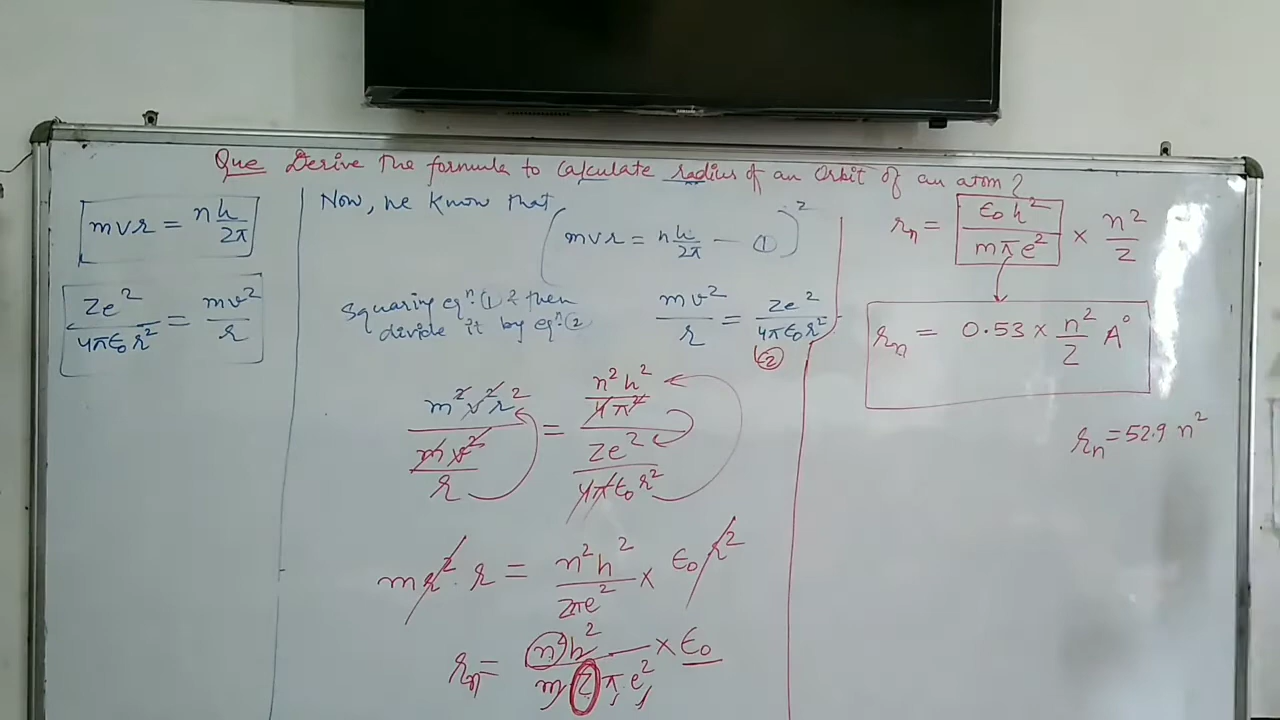 Que Derive The formula to Calculate radius of an Orbit of an atom?
mvr = nh/2π
Ze²/4πε₀r² = mv²/r
Now, we know that
(mvr = nh/2π — ①)²
Squaring eqⁿ. ① & then
divide it by eqⁿ. ②
mv²/r = Ze²/4πε₀r²
②
m²v²r²/(mv²/r) = (n²h²/4π²)/(Ze²/4πε₀r²)
mr². r = n²h²/Zπe² × ε₀r²
rₙ = n²h²/mZπe² × ε₀
rₙ = ε₀h²/mπe² × n²/Z
rₙ = 0.53 × n²/Z A°
rₙ = 52.9 n²